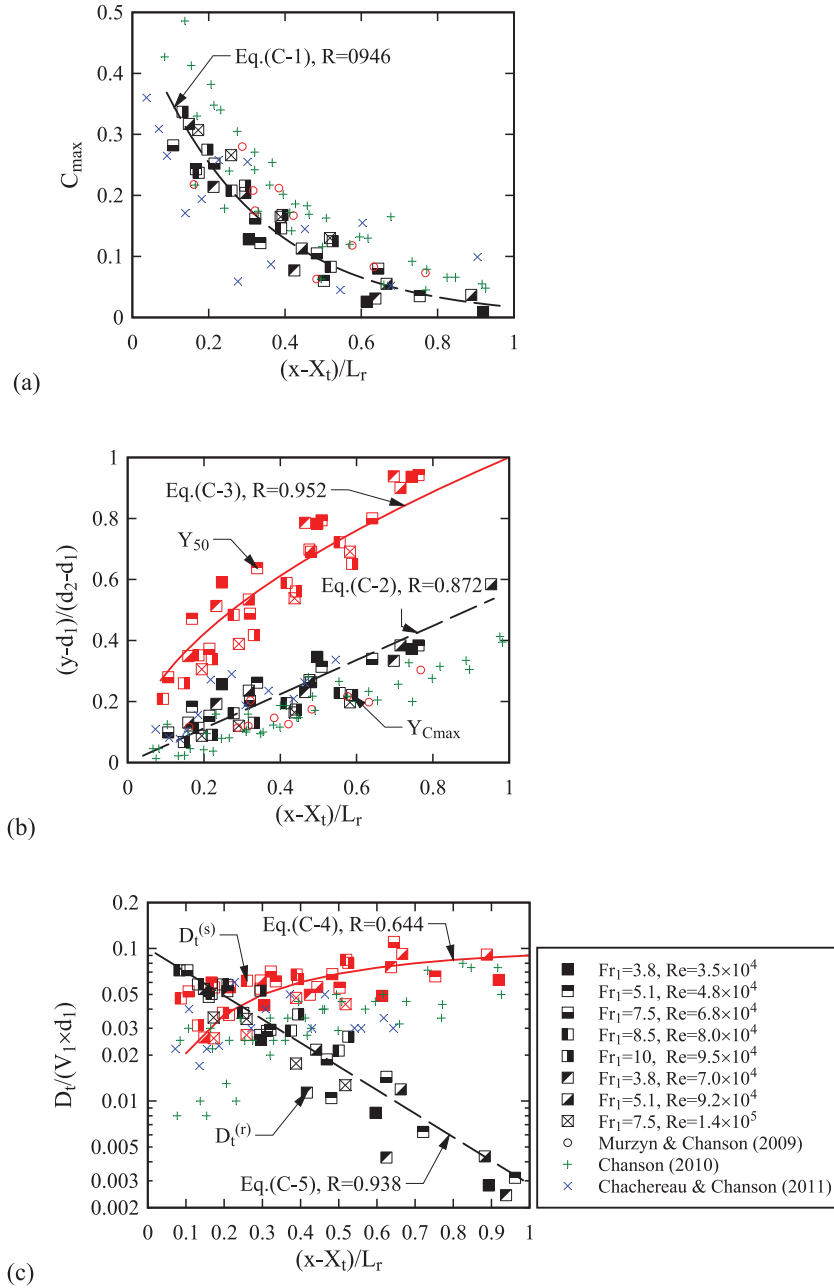 0.5
0.4
0.3
0.2
0.1
0
C_max
Eq.(C-1), R=0946
0 0.2 0.4 0.6 0.8 1
(x-X_t)/L_r
(a)
1
0.8
0.6
0.4
0.2
0
(y-d_1)/(d_2-d_1)
Eq.(C-3), R=0.952
Y_50
Eq.(C-2), R=0.872
Y_Cmax
0 0.2 0.4 0.6 0.8 1
(x-X_t)/L_r
(b)
0.2
0.1
0.05
0.03
0.02
0.01
0.005
0.003
0.002
D_t/(V_1×d_1)
Eq.(C-4), R=0.644
D_t^(s)
D_t^(r)
Eq.(C-5), R=0.938
0 0.1 0.2 0.3 0.4 0.5 0.6 0.7 0.8 0.9 1
(x-X_t)/L_r
(c)
Fr_1=3.8, Re=3.5×10^4
Fr_1=5.1, Re=4.8×10^4
Fr_1=7.5, Re=6.8×10^4
Fr_1=8.5, Re=8.0×10^4
Fr_1=10, Re=9.5×10^4
Fr_1=3.8, Re=7.0×10^4
Fr_1=5.1, Re=9.2×10^4
Fr_1=7.5, Re=1.4×10^5
Murzyn & Chanson (2009)
Chanson (2010)
Chachereau & Chanson (2011)